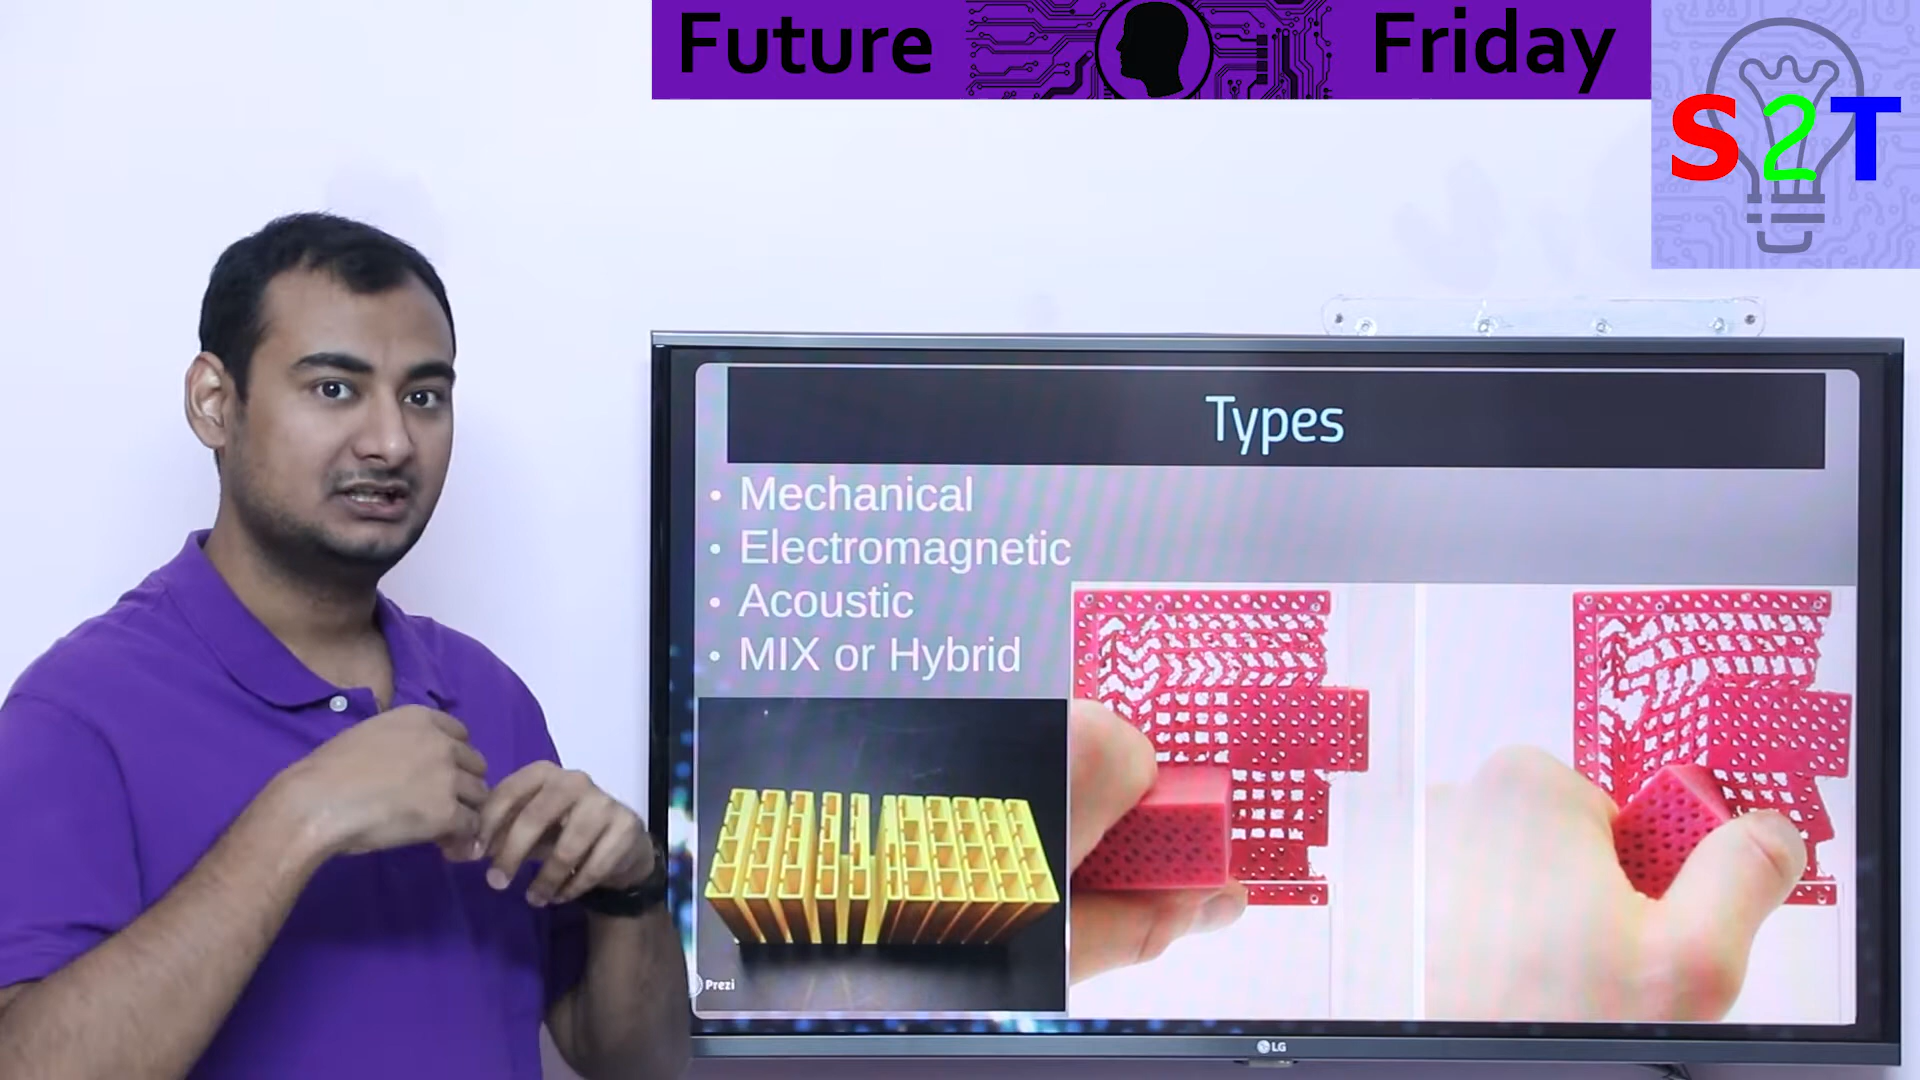 Future Friday
S2T
Types
• Mechanical
• Electromagnetic
• Acoustic
• MIX or Hybrid
Prezi
LG